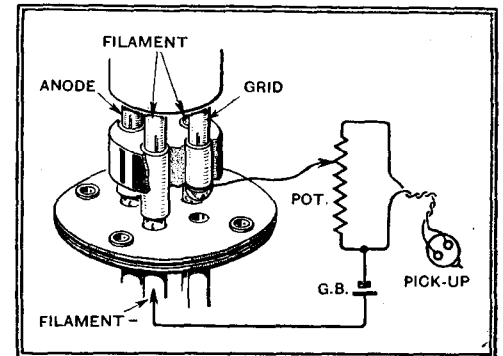 FILAMENT
ANODE
GRID
POT.
G.B.
PICK-UP
FILAMENT –